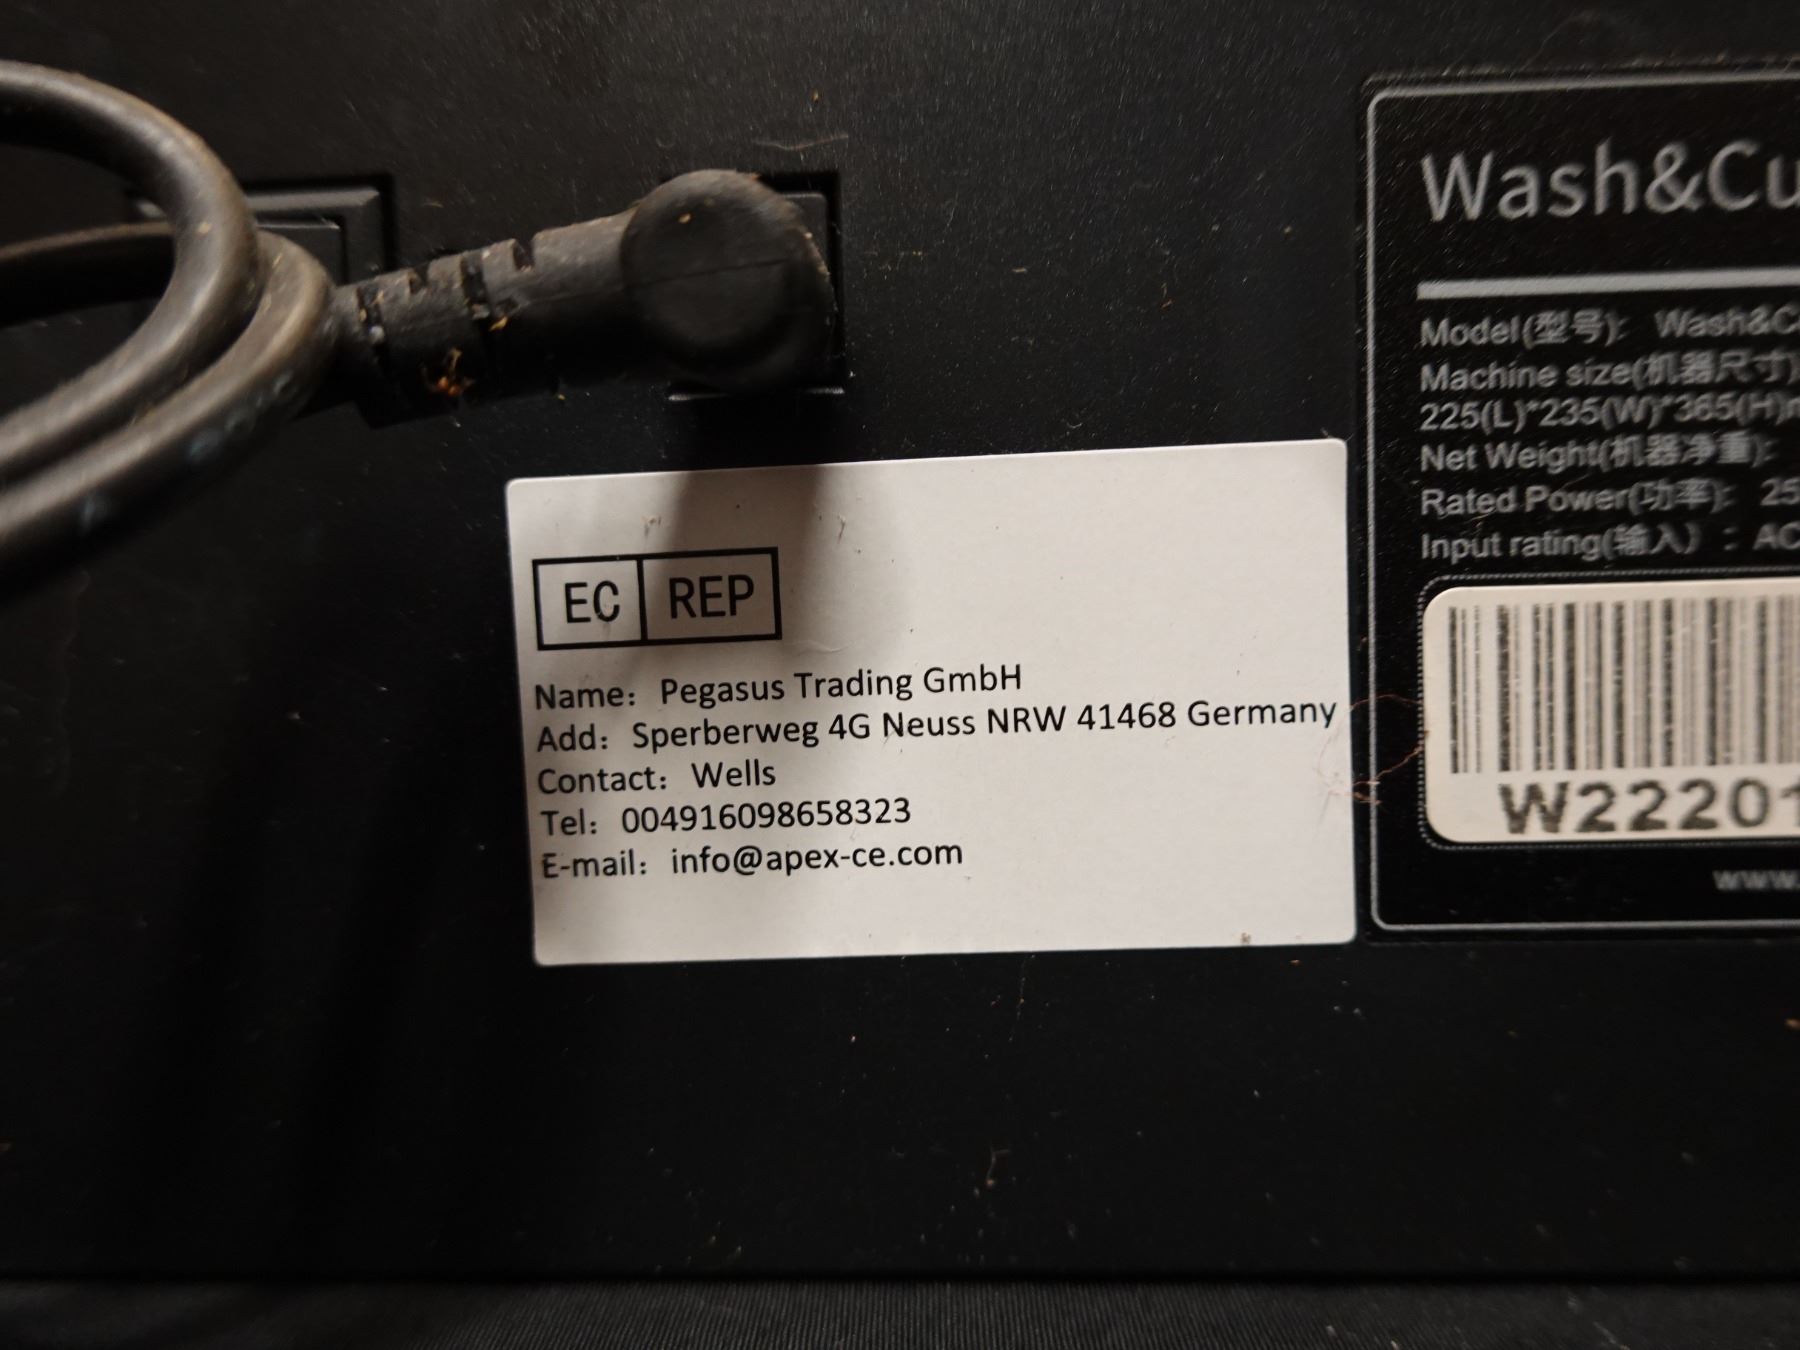 EC REP
Name: Pegasus Trading GmbH
Add: Sperberweg 4G Neuss NRW 41468 Germany
Contact: Wells
Tel: 004916098658323
E-mail: info@apex-ce.com
Wash&Cu
Model(型号): Wash&C
Machine size(机器尺寸)
225(L)*235(W)*365(H)
Net Weight(机器净重):
Rated Power(功率): 25
Input rating(输入) : AC
W2220
www.